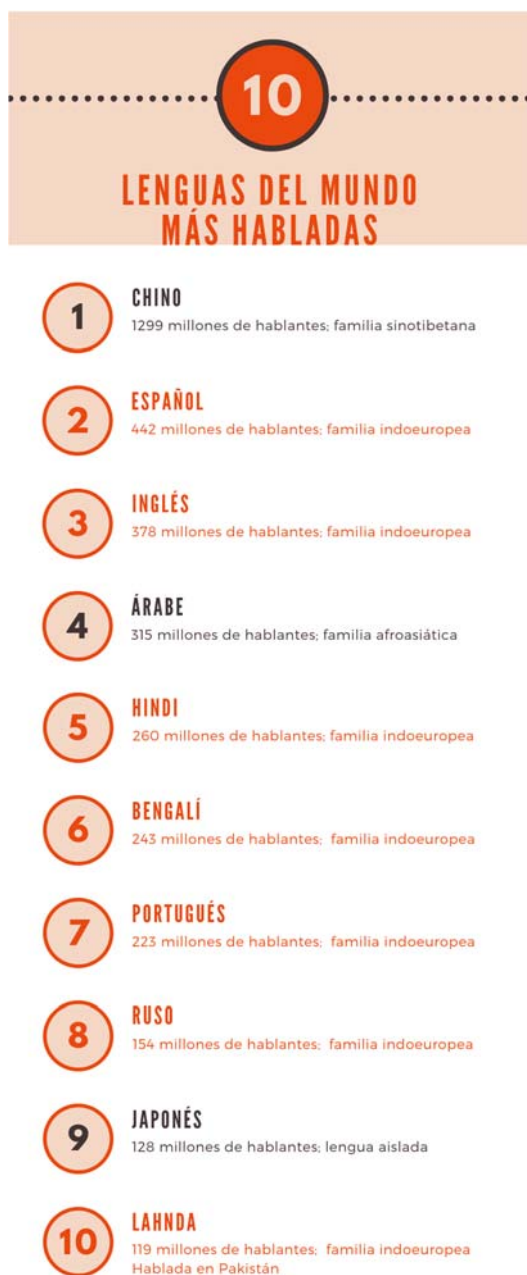 10
LENGUAS DEL MUNDO
MÁS HABLADAS
1
CHINO
1299 millones de hablantes; familia sinotibetana
2
ESPAÑOL
442 millones de hablantes; familia indoeuropea
3
INGLÉS
378 millones de hablantes; familia indoeuropea
4
ÁRABE
315 millones de hablantes; familia afroasiática
5
HINDI
260 millones de hablantes; familia indoeuropea
6
BENGALÍ
243 millones de hablantes; familia indoeuropea
7
PORTUGUÉS
223 millones de hablantes; familia indoeuropea
8
RUSO
154 millones de hablantes; familia indoeuropea
9
JAPONÉS
128 millones de hablantes; lengua aislada
10
LAHNDA
119 millones de hablantes; familia indoeuropea
Hablada en Pakistán